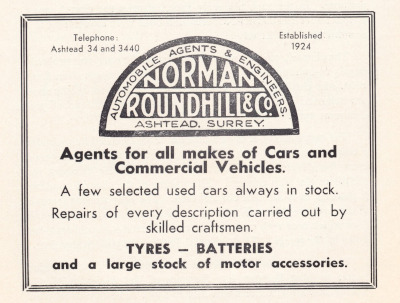 Telephone:
Ashtead 34 and 3440
Established
1924
AUTOMOBILE AGENTS & ENGINEERS.
NORMAN
ROUNDHILL & Co.
ASHTEAD, SURREY.
Agents for all makes of Cars and
Commercial Vehicles.
A few selected used cars always in stock.
Repairs of every description carried out by
skilled craftsmen.
TYRES — BATTERIES
and a large stock of motor accessories.